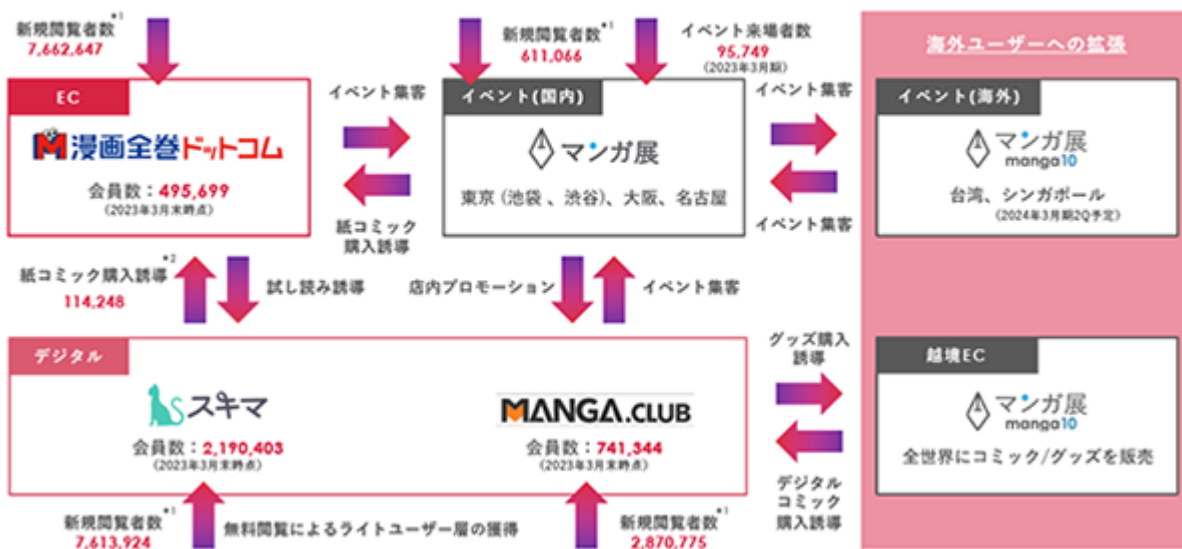 新規閲覧者数*1
7,662,647
新規閲覧者数*1
611,066
イベント来場者数
95,749
(2023年3月期)
海外ユーザーへの拡張
EC
漫画全巻ドットコム
会員数：495,699
(2023年3月末時点)
イベント集客
紙コミック
購入誘導
イベント(国内)
マンガ展
東京 (池袋 、渋谷)、大阪、名古屋
イベント集客
イベント集客
イベント(海外)
マンガ展
manga10
台湾、シンガポール
(2024年3月期2Q予定)
紙コミック購入誘導*2
114,248
試し読み誘導
店内プロモーション
イベント集客
デジタル
スキマ
会員数：2,190,403
(2023年3月末時点)
MANGA.CLUB
会員数：741,344
(2023年3月末時点)
グッズ購入
誘導
デジタル
コミック
購入誘導
越境EC
マンガ展
manga10
全世界にコミック/グッズを販売
新規閲覧者数*1
7,613,924
無料閲覧によるライトユーザー層の獲得
新規閲覧者数*1
2,870,775